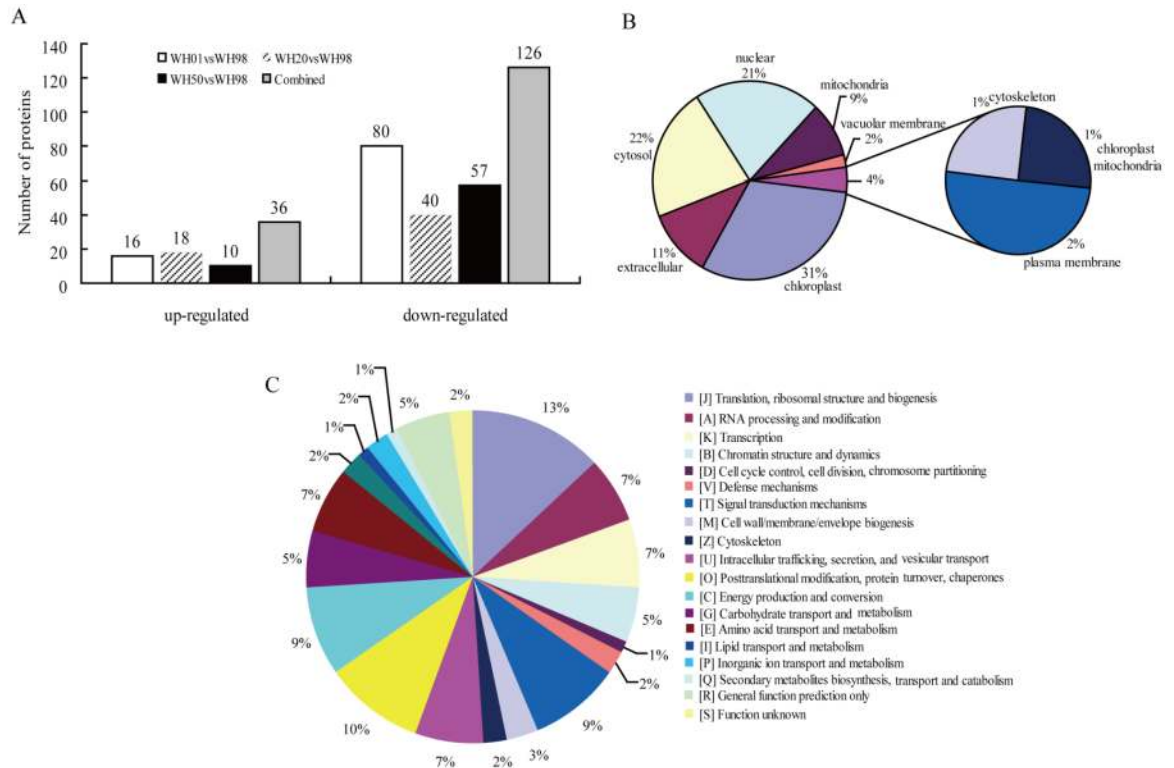 A
Number of proteins
140
120
100
80
60
40
20
0
WH01vsWH98
WH20vsWH98
WH50vsWH98
Combined
16
18
10
36
80
40
57
126
up-regulated
down-regulated
B
nuclear
21%
mitochondria
9%
vacuolar membrane
2%
4%
22%
cytosol
11%
extracellular
31%
chloroplast
1%
cytoskeleton
1%
chloroplast
mitochondria
2%
plasma membrane
C
13%
7%
7%
5%
1%
2%
9%
3%
2%
7%
10%
9%
5%
7%
2%
1%
2%
1%
5%
2%
[J] Translation, ribosomal structure and biogenesis
[A] RNA processing and modification
[K] Transcription
[B] Chromatin structure and dynamics
[D] Cell cycle control, cell division, chromosome partitioning
[V] Defense mechanisms
[T] Signal transduction mechanisms
[M] Cell wall/membrane/envelope biogenesis
[Z] Cytoskeleton
[U] Intracellular trafficking, secretion, and vesicular transport
[O] Posttranslational modification, protein turnover, chaperones
[C] Energy production and conversion
[G] Carbohydrate transport and metabolism
[E] Amino acid transport and metabolism
[I] Lipid transport and metabolism
[P] Inorganic ion transport and metabolism
[Q] Secondary metabolites biosynthesis, transport and catabolism
[R] General function prediction only
[S] Function unknown